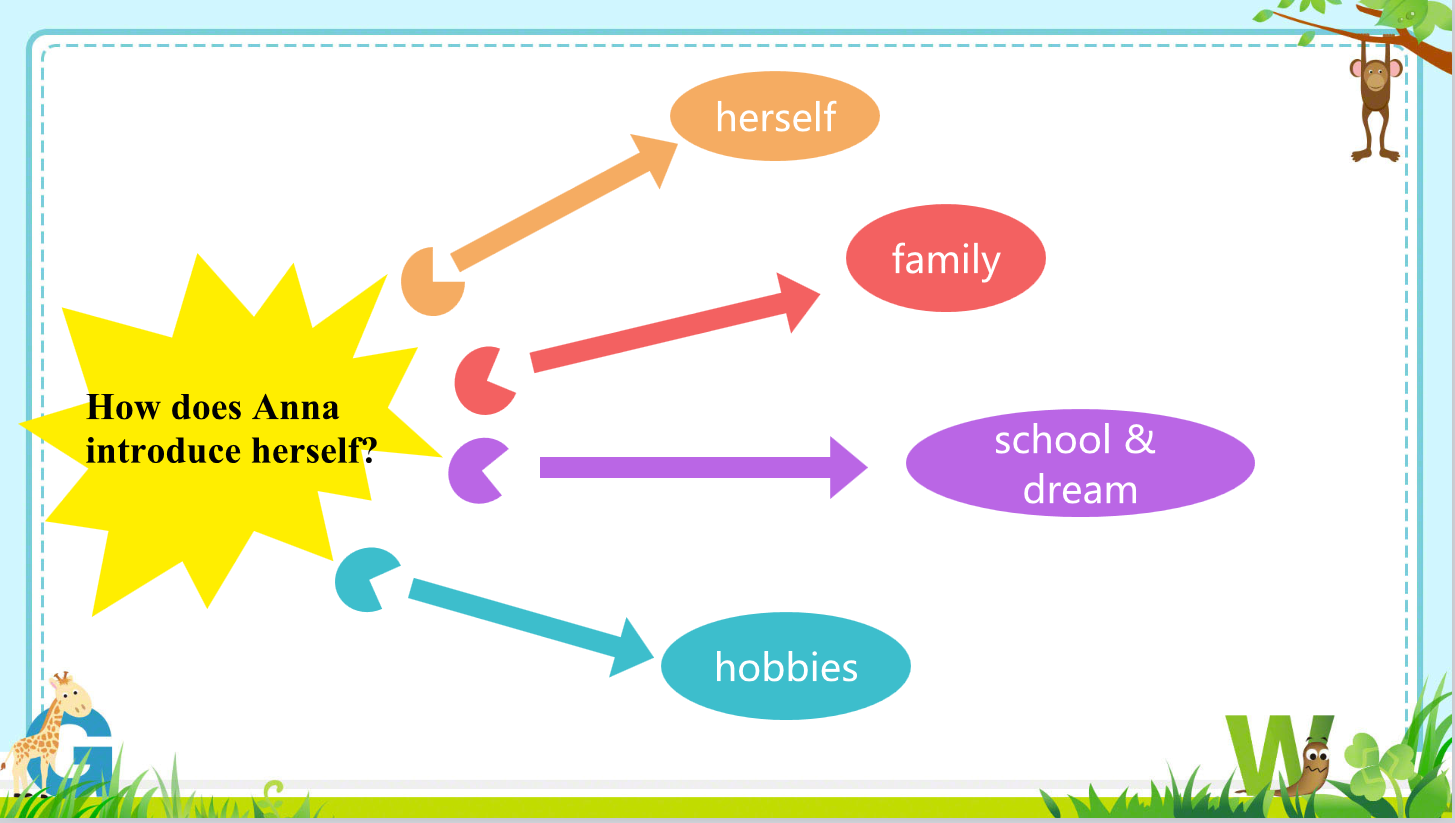 herself
family
How does Anna
introduce herself?
school &
dream
hobbies
G
W